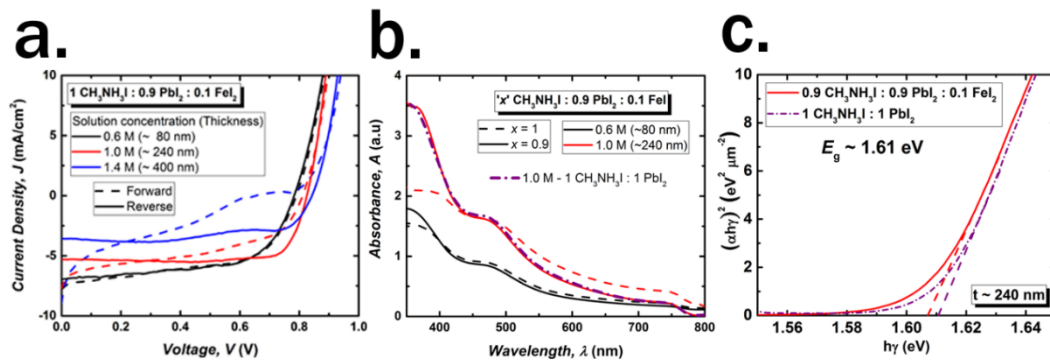 a.
1 CH₃NH₃I : 0.9 PbI₂ : 0.1 FeI₂
Solution concentration (Thickness)
0.6 M (~ 80 nm)
1.0 M (~ 240 nm)
1.4 M (~ 400 nm)
Forward
Reverse
Current Density, J (mA/cm²)
10
5
0
-5
-10
0.0 0.2 0.4 0.6 0.8 1.0
Voltage, V (V)
b.
'x' CH₃NH₃I : 0.9 PbI₂ : 0.1 FeI
x = 1
x = 0.9
0.6 M (~80 nm)
1.0 M (~240 nm)
1.0 M - 1 CH₃NH₃I : 1 PbI₂
Absorbance, A (a.u)
4
3
2
1
0
400 500 600 700 800
Wavelength, λ (nm)
c.
0.9 CH₃NH₃I : 0.9 PbI₂ : 0.1 FeI₂
1 CH₃NH₃I : 1 PbI₂
E_g ~ 1.61 eV
t ~ 240 nm
(αhγ)² (eV² μm⁻²)
10
8
6
4
2
0
1.56 1.58 1.60 1.62 1.64
hγ (eV)